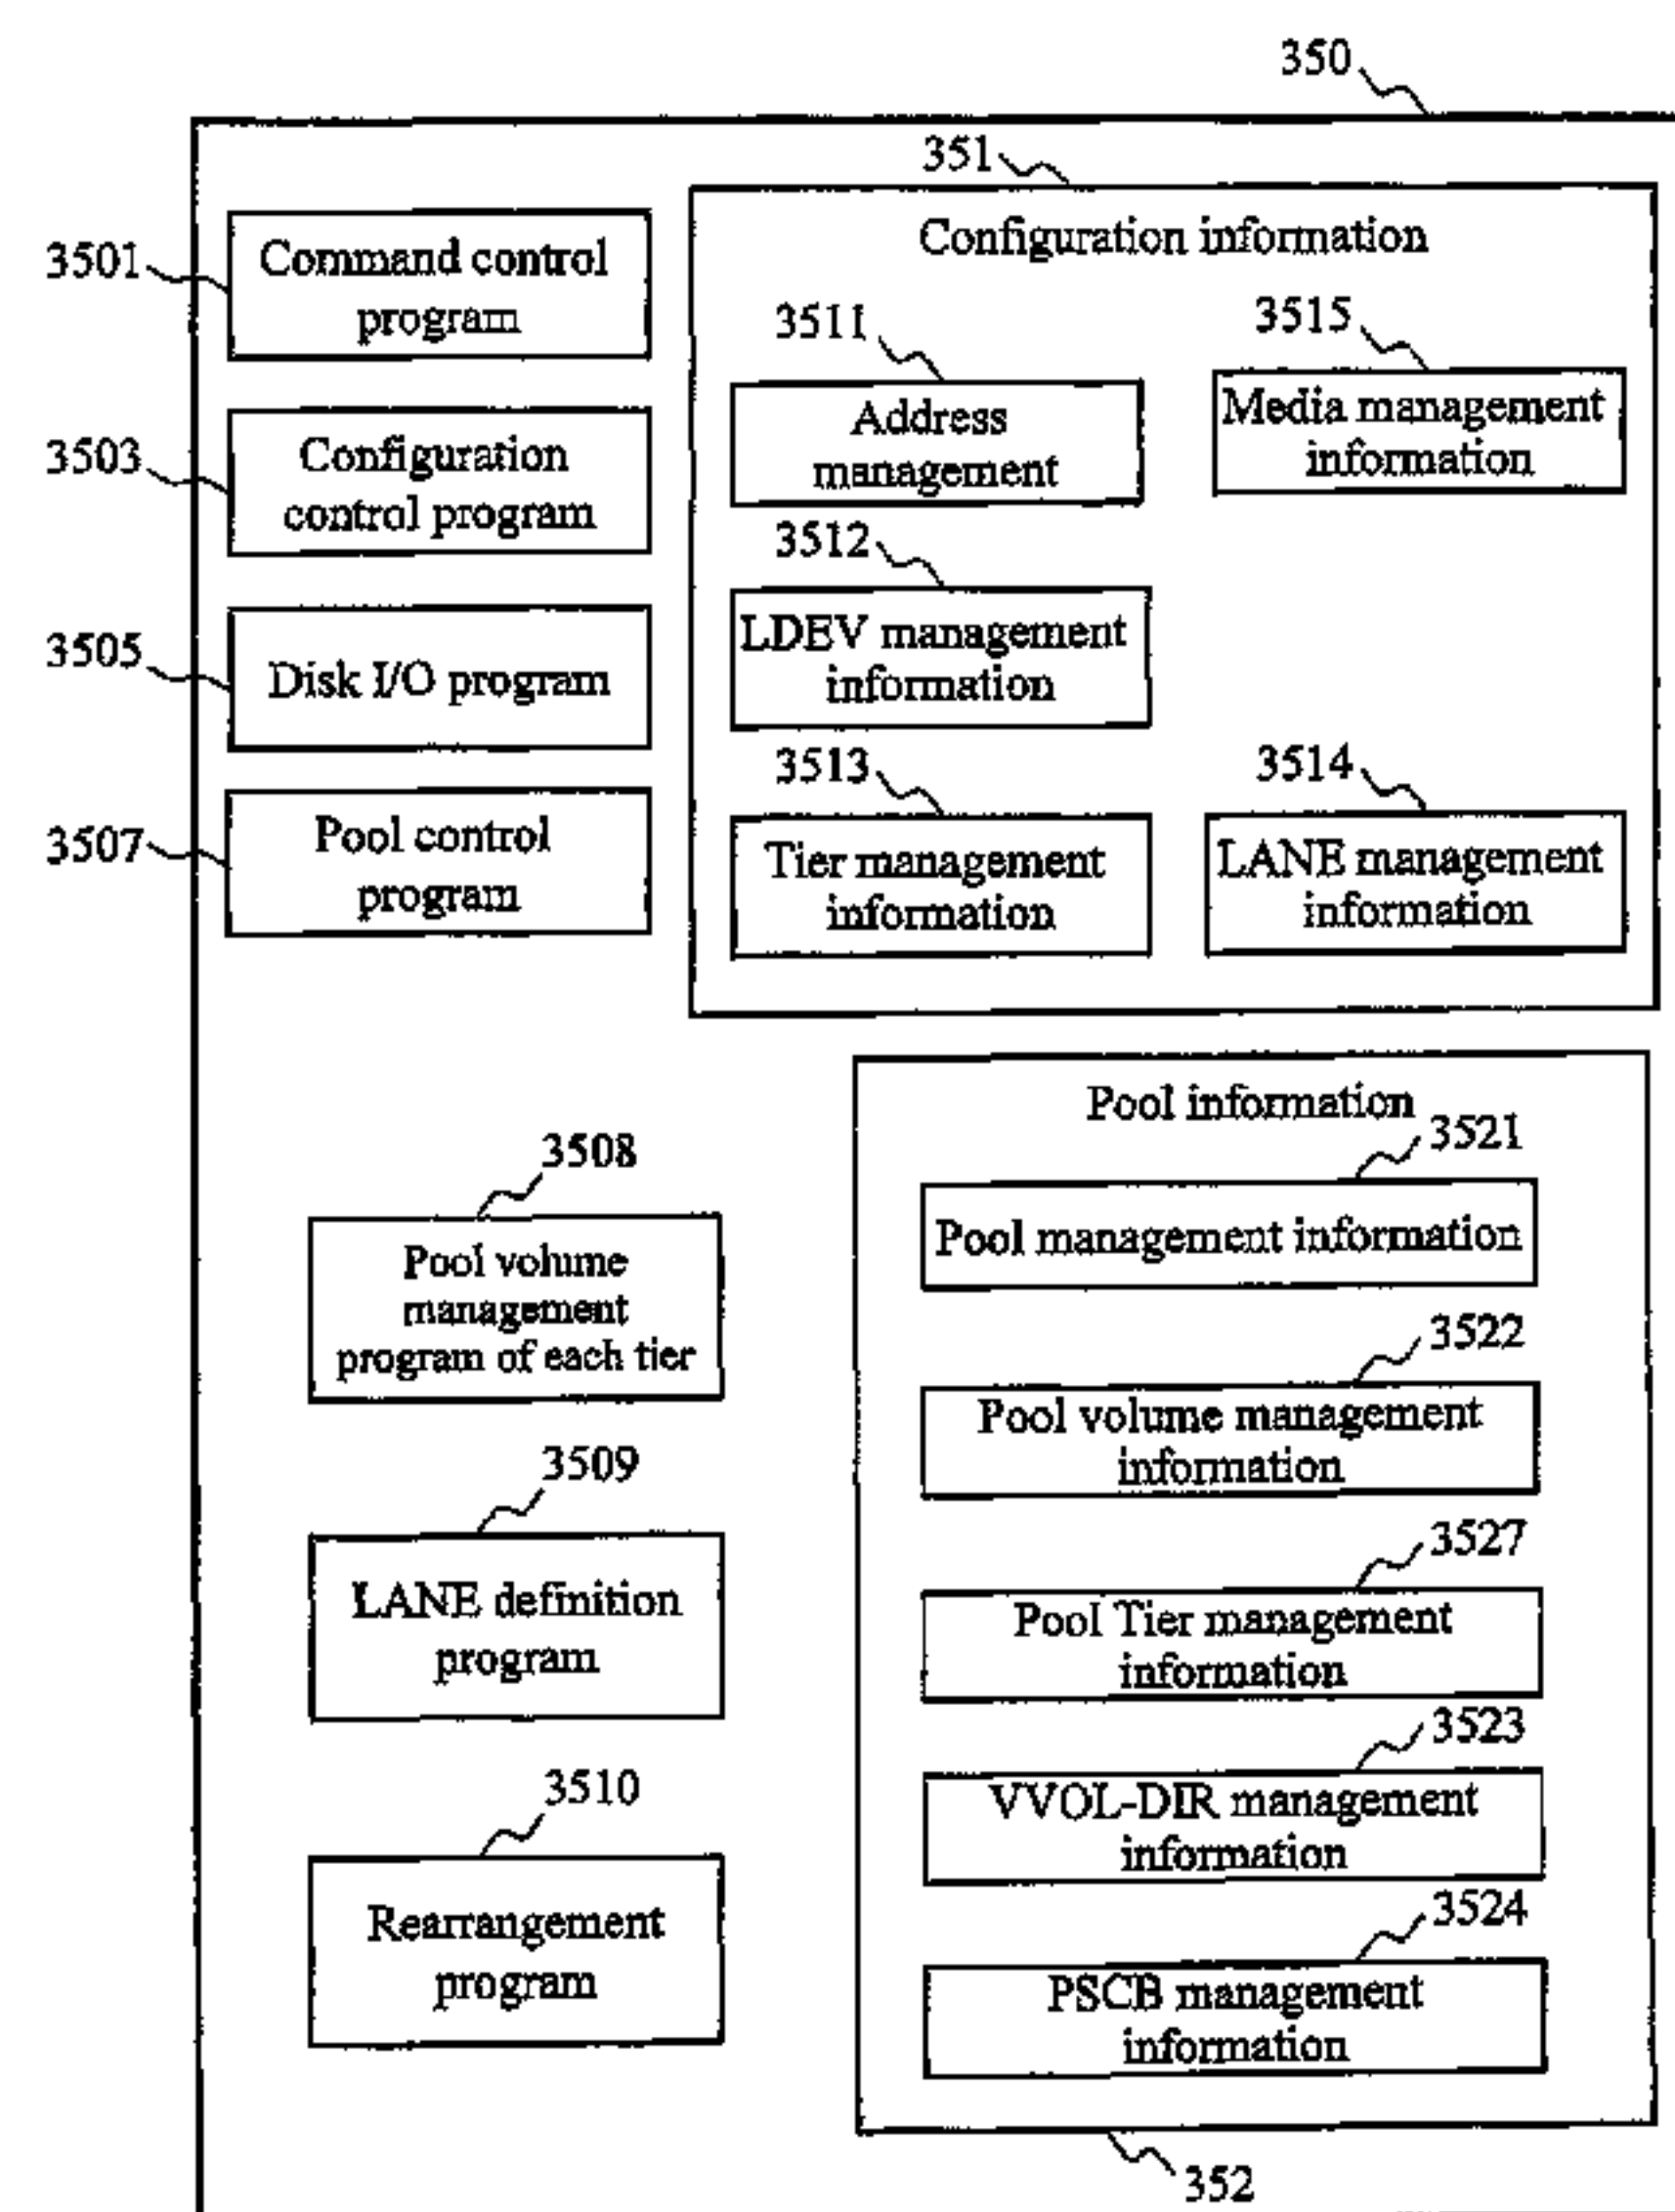 350
351
3501
Command control
program
3503
Configuration
control program
3505
Disk I/O program
3507
Pool control
program
Configuration information
3511
Address
management
3515
Media management
information
3512
LDEV management
information
3513
Tier management
information
3514
LANE management
information
3508
Pool volume
management
program of each tier
3509
LANE definition
program
3510
Rearrangement
program
Pool information
3521
Pool management information
3522
Pool volume management
information
3527
Pool Tier management
information
3523
VVOL-DIR management
information
3524
PSCB management
information
352